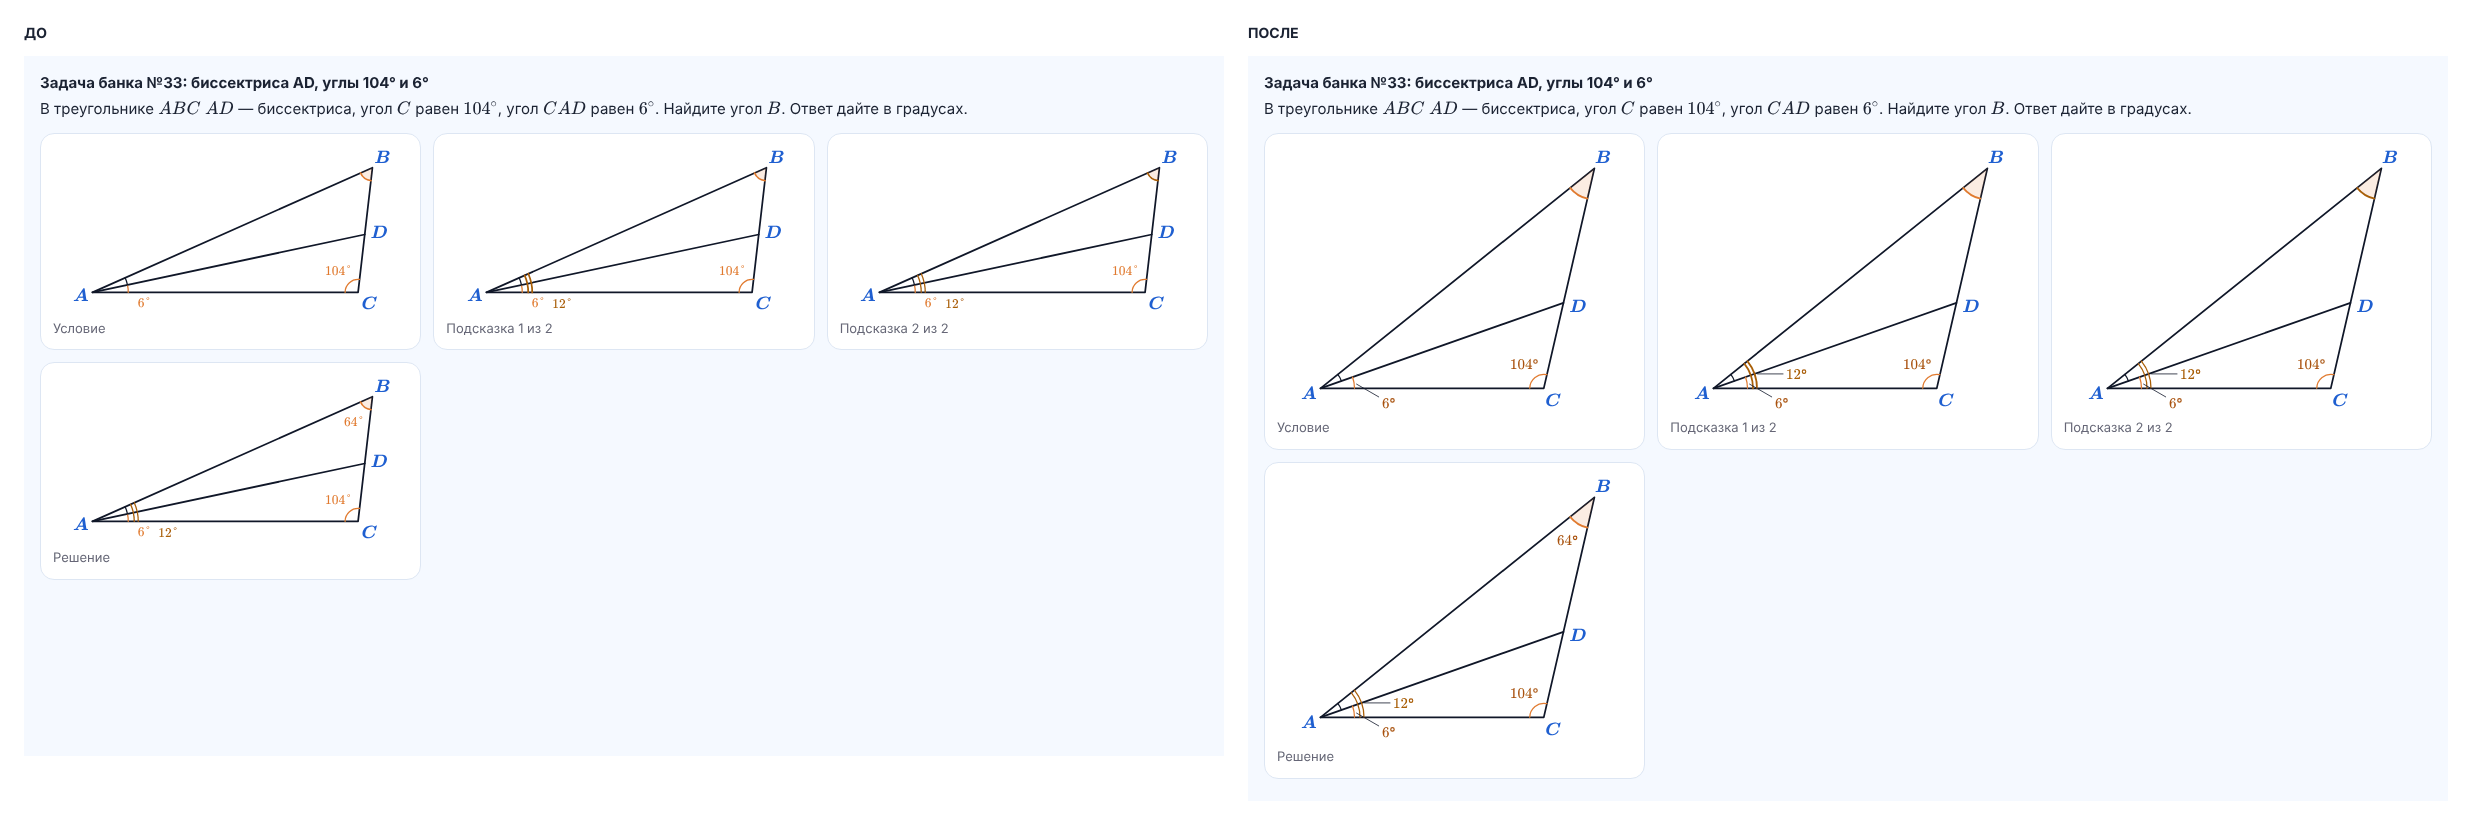 ДО
Задача банка №33: биссектриса AD, углы 104° и 6°
В треугольнике ABC AD — биссектриса, угол C равен 104°, угол CAD равен 6°. Найдите угол B. Ответ дайте в градусах.
B
D
104°
A
6°
C
Условие
B
D
104°
A
6° 12°
C
Подсказка 1 из 2
B
D
104°
A
6° 12°
C
Подсказка 2 из 2
B
64°
D
104°
A
6° 12°
C
Решение
ПОСЛЕ
Задача банка №33: биссектриса AD, углы 104° и 6°
В треугольнике ABC AD — биссектриса, угол C равен 104°, угол CAD равен 6°. Найдите угол B. Ответ дайте в градусах.
B
D
104°
A
6°
C
Условие
B
D
104°
12°
A
6°
C
Подсказка 1 из 2
B
D
104°
12°
A
6°
C
Подсказка 2 из 2
B
64°
D
104°
12°
A
6°
C
Решение